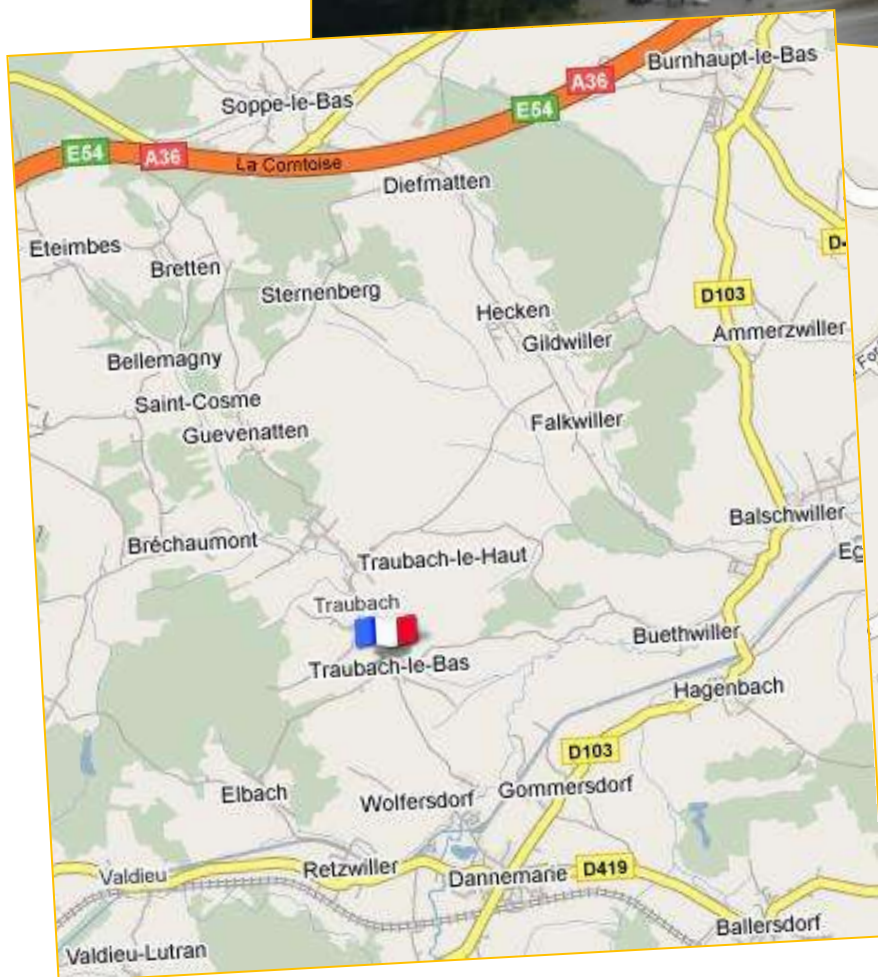 Burnhaupt-le-Bas
A36
Soppe-le-Bas
E54
E54
A36
La Comtoise
Diefmatten
Eteimbes
Bretten
D-
Sternenberg
D103
Hecken
Gildwiller
Ammerzwiller
Bellemagny
Saint-Cosme
Falkwiller
Guevenatten
Balschwiller
Bréchaumont
Traubach-le-Haut
Traubach
Buethwiller
Traubach-le-Bas
Hagenbach
D103
Elbach
Wolfersdorf
Gommersdorf
Retzwiller
Valdieu
Dannemarie
D419
Ballersdorf
Valdieu-Lutran